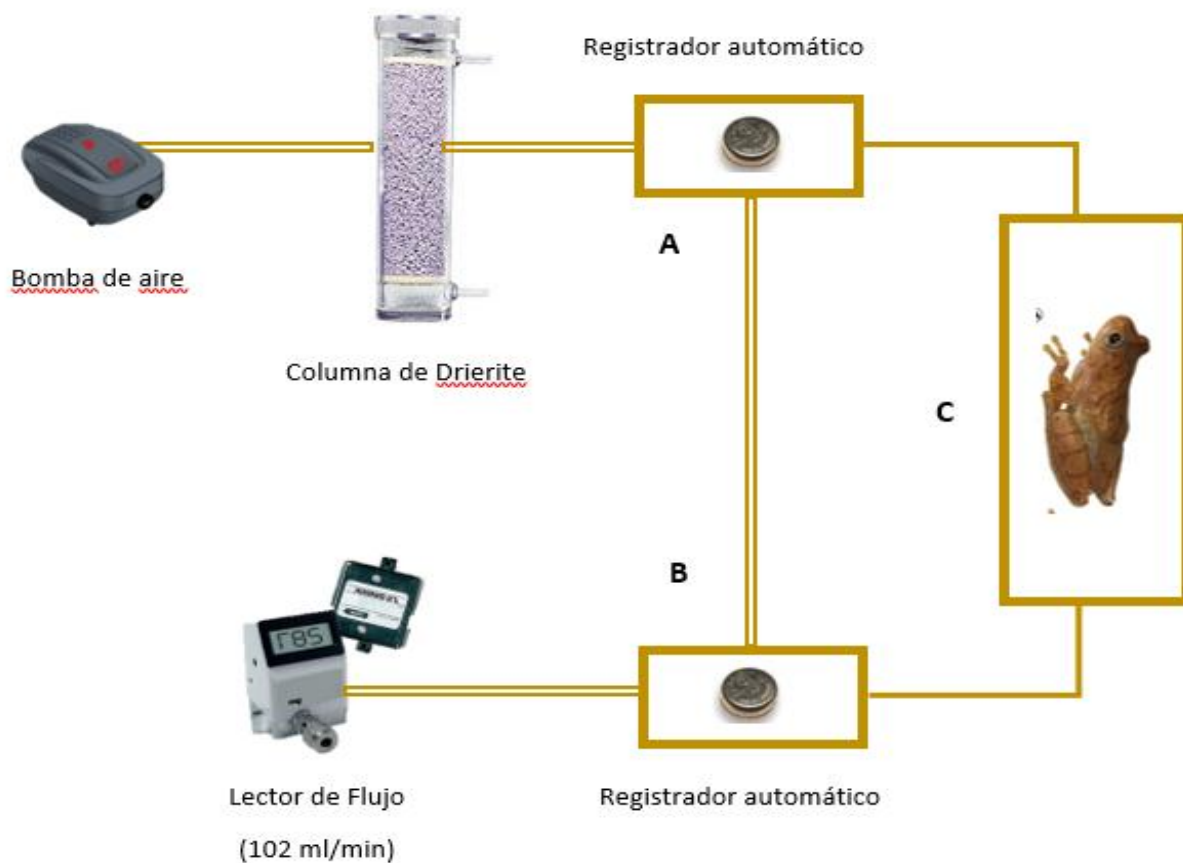 Registrador automático
A
Bomba de aire
Columna de Drierite
C
B
Lector de Flujo
(102 ml/min)
Registrador automático